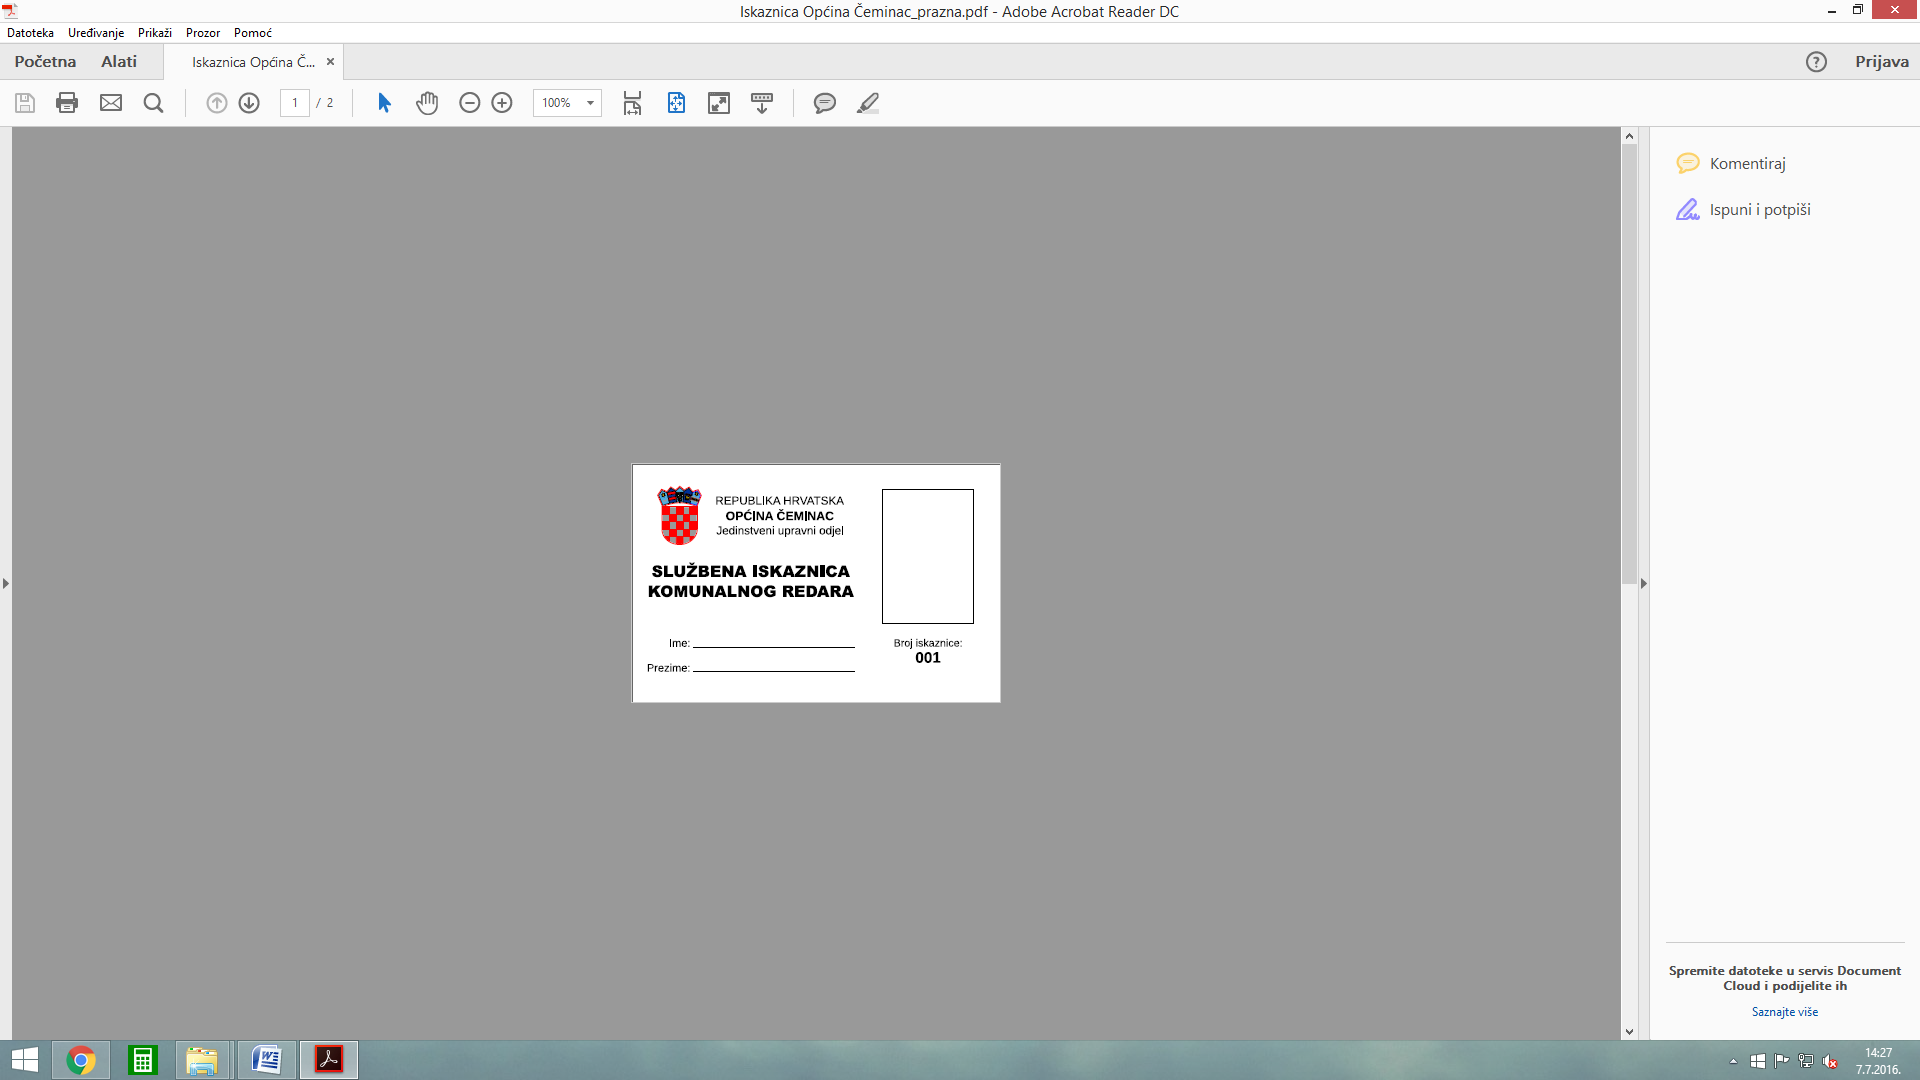 Iskaznica Općina Čeminac_prazna.pdf - Adobe Acrobat Reader DC
Datoteka Uređivanje Prikaži Prozor Pomoć
Početna Alati Iskaznica Općina Č... × ? Prijava
1 / 2 100%
Komentiraj
Ispuni i potpiši
REPUBLIKA HRVATSKA
OPĆINA ČEMINAC
Jedinstveni upravni odjel
SLUŽBENA ISKAZNICA
KOMUNALNOG REDARA
Ime:
Prezime:
Broj iskaznice:
001
Spremite datoteke u servis Document
Cloud i podijelite ih
Saznajte više
14:27
7.7.2016.